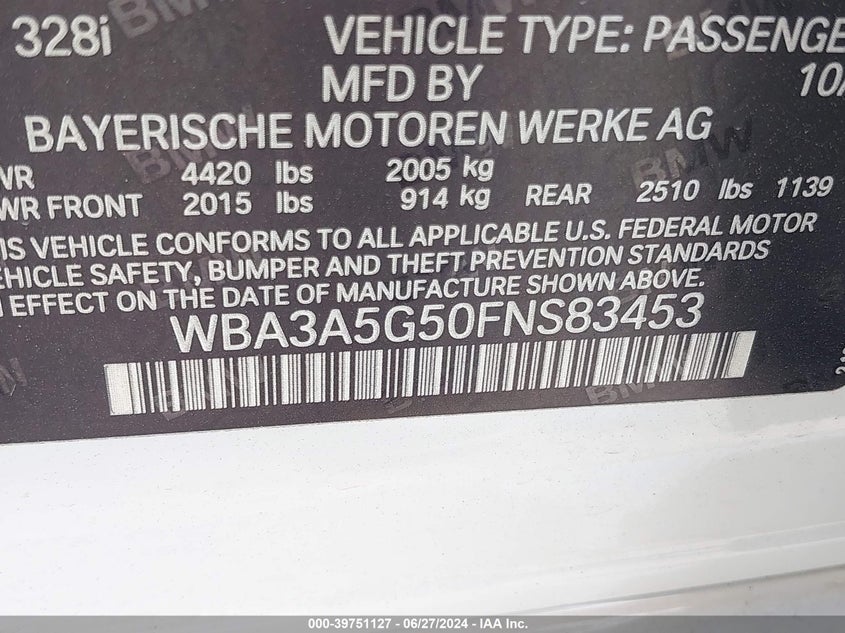 328i VEHICLE TYPE: PASSENGE
MFD BY 10/
BAYERISCHE MOTOREN WERKE AG
WR 4420 lbs 2005 kg
WR FRONT 2015 lbs 914 kg REAR 2510 lbs 1139
IS VEHICLE CONFORMS TO ALL APPLICABLE U.S. FEDERAL MOTOR
EHICLE SAFETY, BUMPER AND THEFT PREVENTION STANDARDS
EFFECT ON THE DATE OF MANUFACTURE SHOWN ABOVE.
WBA3A5G50FNS83453
BMW
000-39751127 - 06/27/2024 - IAA Inc.